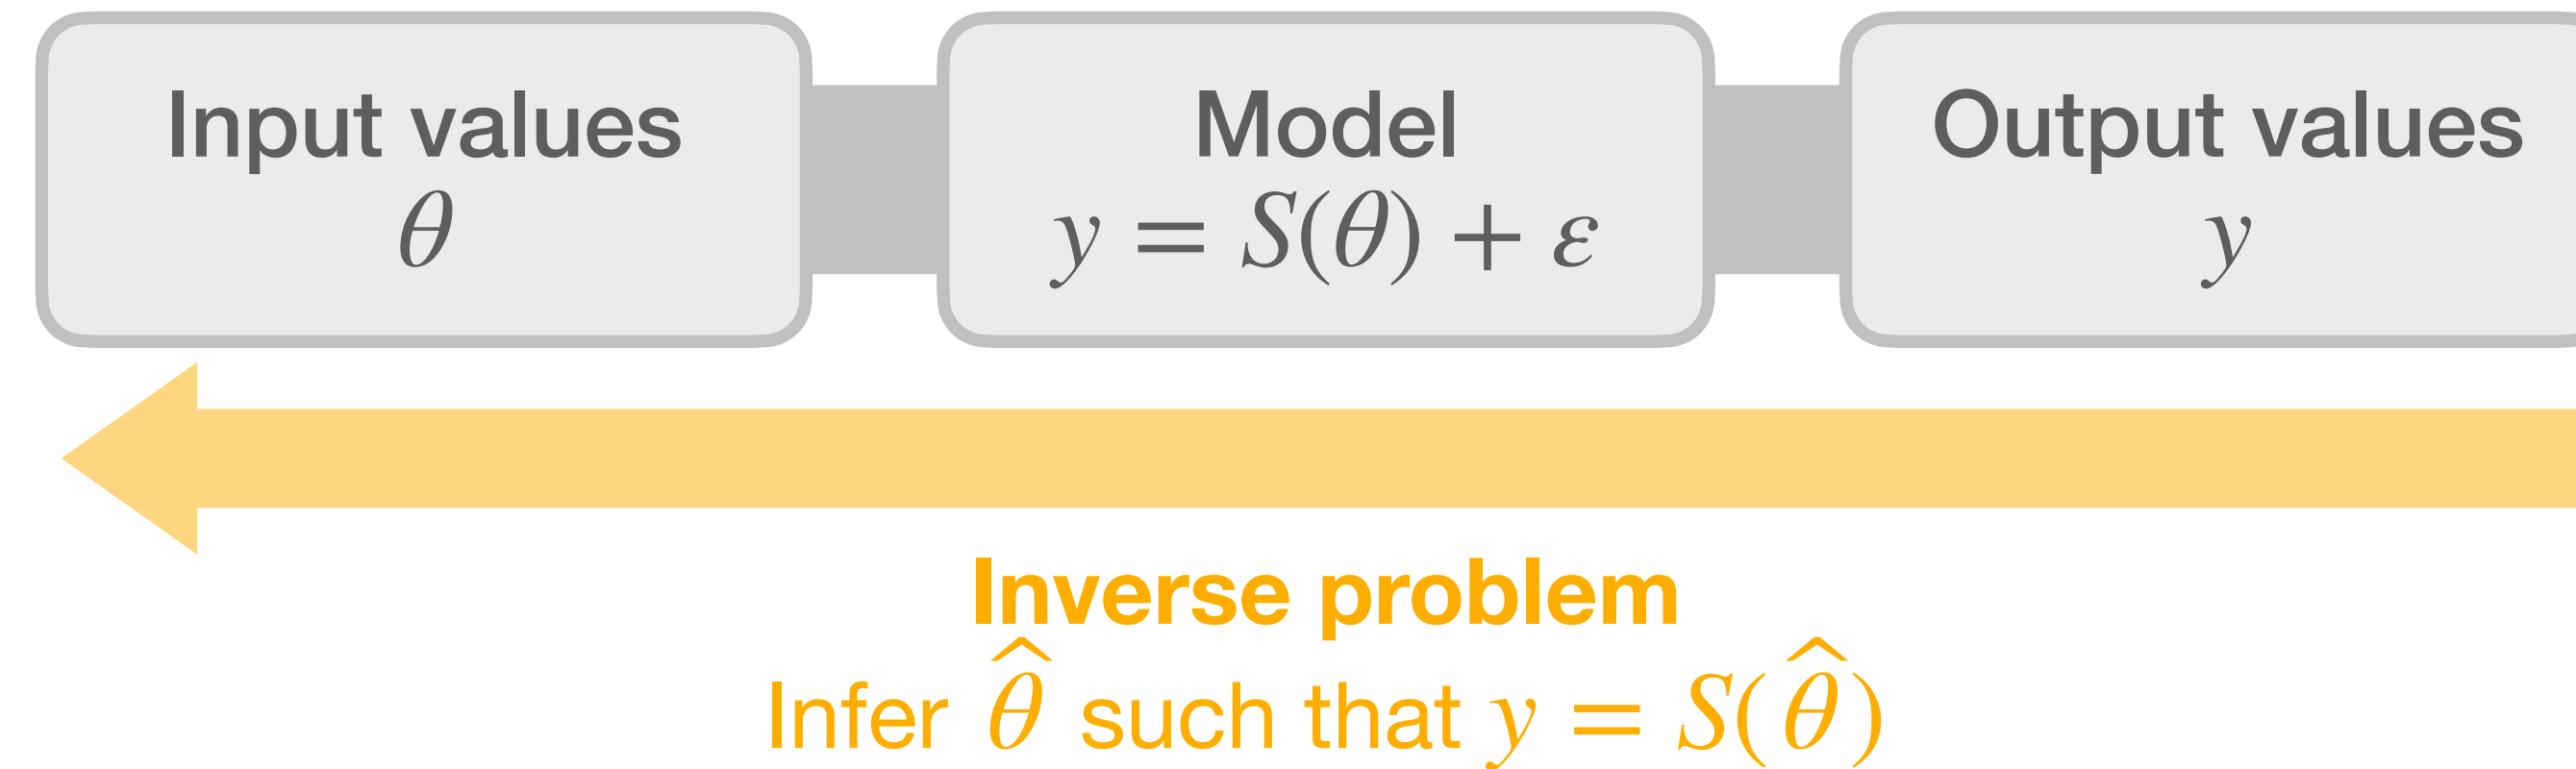 Input values
θ
Model
y = S(θ) + ε
Output values
y
Inverse problem
Infer θ̂ such that y = S(θ̂)